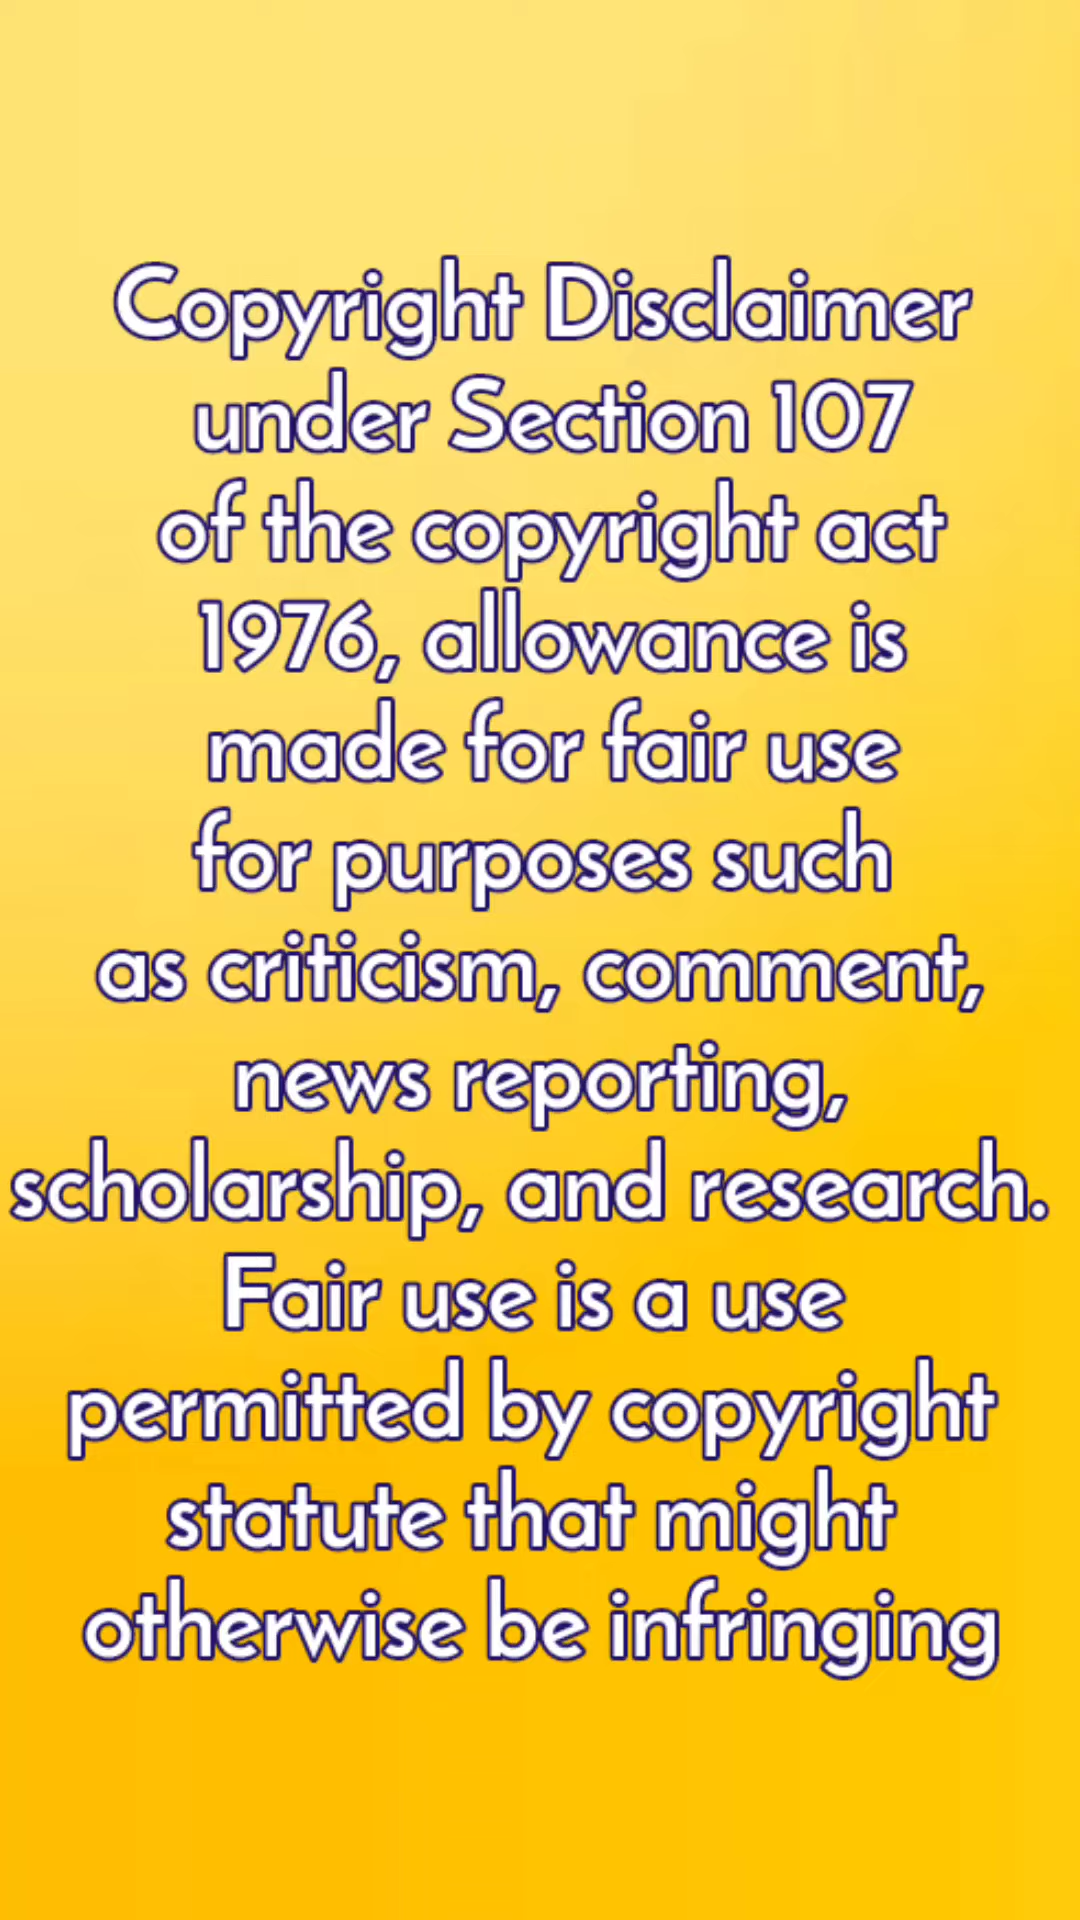 Copyright Disclaimer
under Section 107
of the copyright act
1976, allowance is
made for fair use
for purposes such
as criticism, comment,
news reporting,
scholarship, and research.
Fair use is a use
permitted by copyright
statute that might
otherwise be infringing